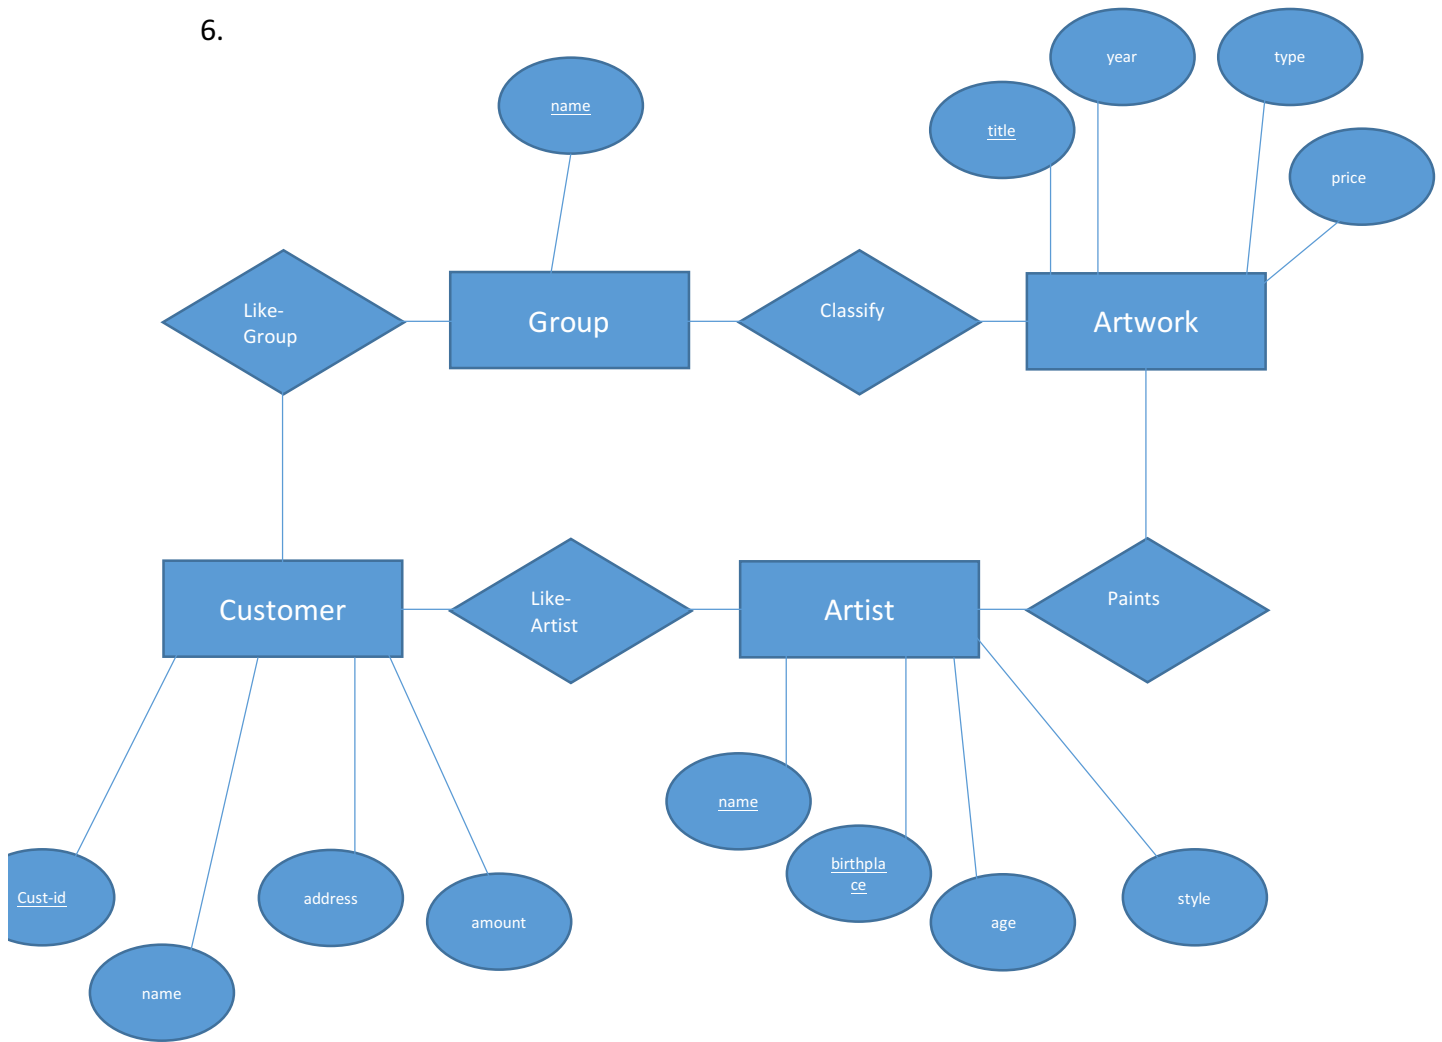 6.
year
type
name
title
price
Like-
Group
Group
Classify
Artwork
Customer
Like-
Artist
Artist
Paints
name
birthpla
ce
Cust-id
address
amount
age
style
name